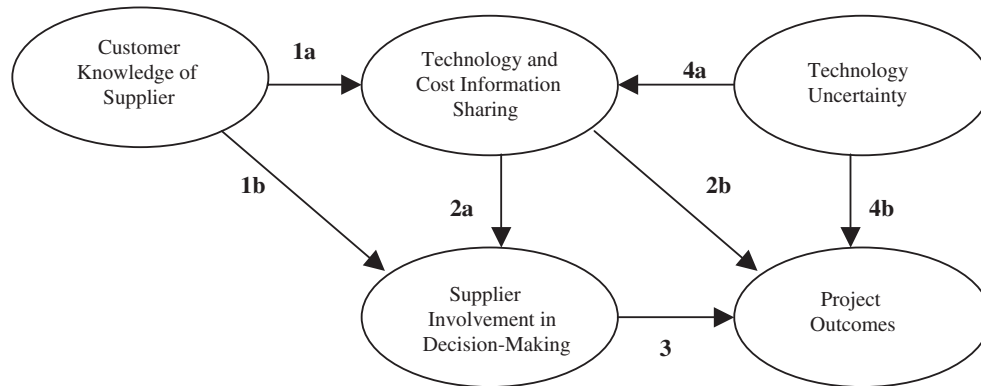 Customer
Knowledge of
Supplier
1a
Technology and
Cost Information
Sharing
4a
Technology
Uncertainty
1b
2a
2b
4b
Supplier
Involvement in
Decision-Making
3
Project
Outcomes